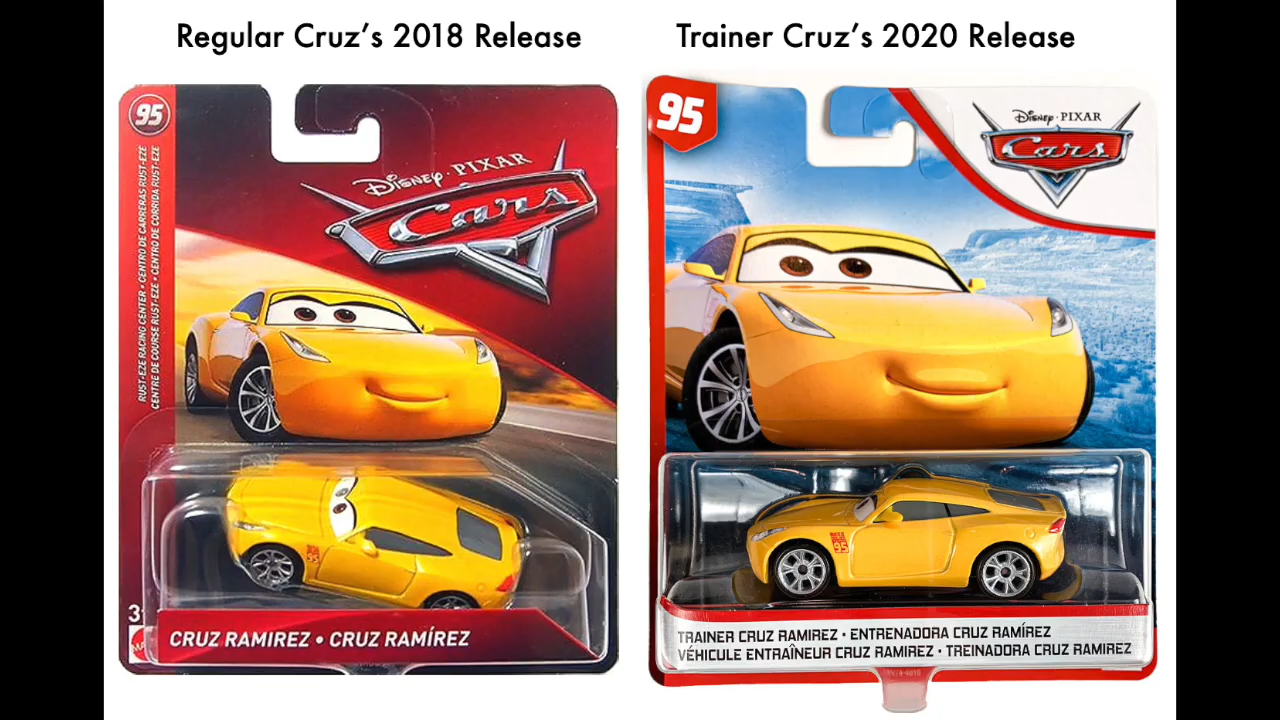 Regular Cruz's 2018 Release
Trainer Cruz's 2020 Release
95
RUST-EZE RACING CENTER • CENTRO DE CARRERAS RUST-EZE
CENTRE DE COURSE RUST-EZE • CENTRO DE CORRIDA RUST-EZE
Disney · PIXAR
Cars
95
CRUZ RAMIREZ • CRUZ RAMÍREZ
95
Disney · PIXAR
Cars
95
TRAINER CRUZ RAMIREZ • ENTRENADORA CRUZ RAMÍREZ
VÉHICULE ENTRAÎNEUR CRUZ RAMIREZ • TREINADORA CRUZ RAMIREZ